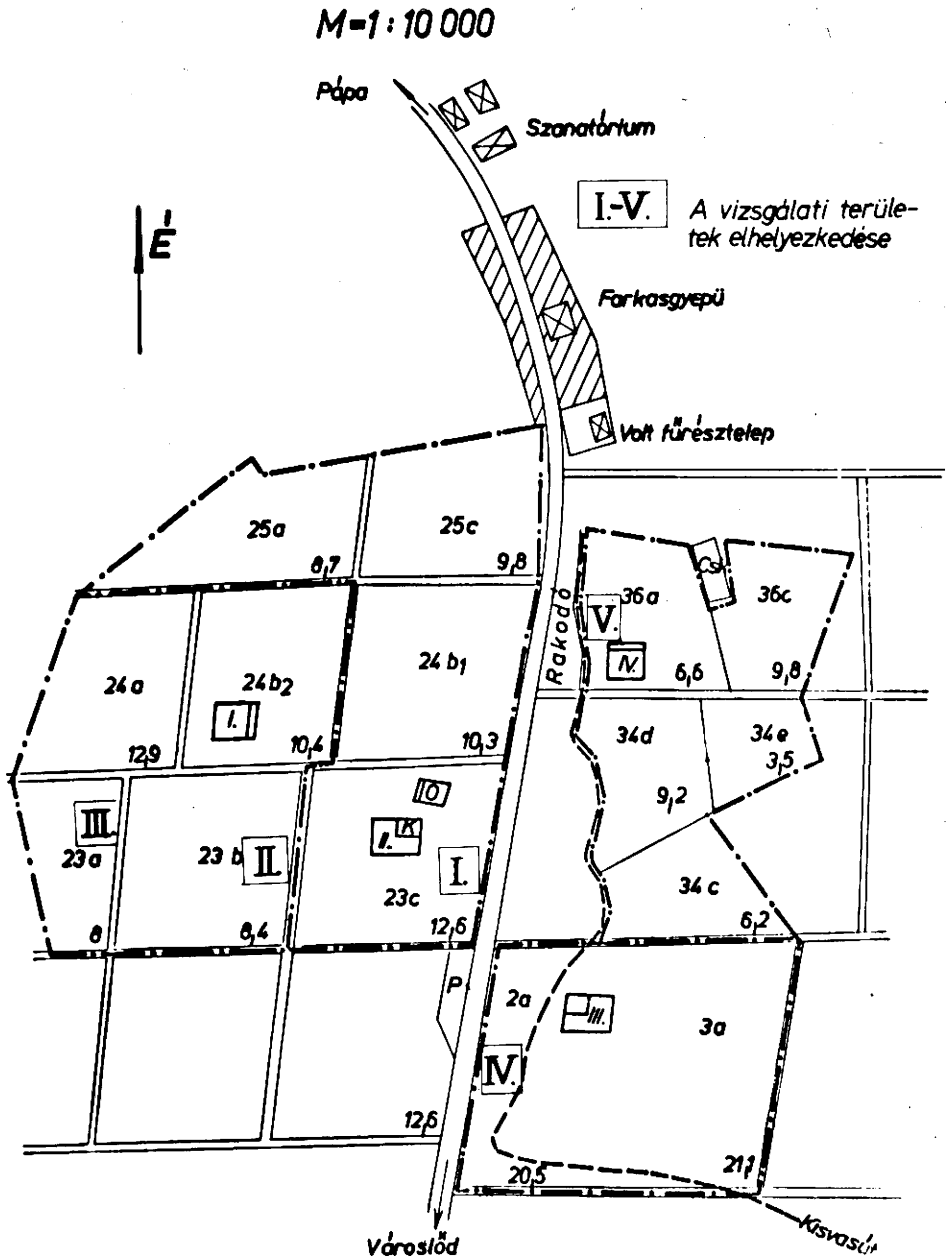 M=1:10 000
Pápa
Szanatórium
I.-V.
A vizsgálati terüle-
tek elhelyezkedése
É
Farkasgyepü
Volt fűrésztelep
25a
8,7
25c
9,8
Rakodó
36a
Cs.
36c
V.
IV.
6,6
9,8
24a
12,9
24b2
I.
10,4
24b1
10,3
34d
9,2
34e
3,5
III.
23a
8
23b
II.
8,4
O
K
II.
I.
23c
12,6
34c
6,2
P.
2a
III.
3a
IV.
12,6
20,5
21,1
Kisvasút
Városlőd